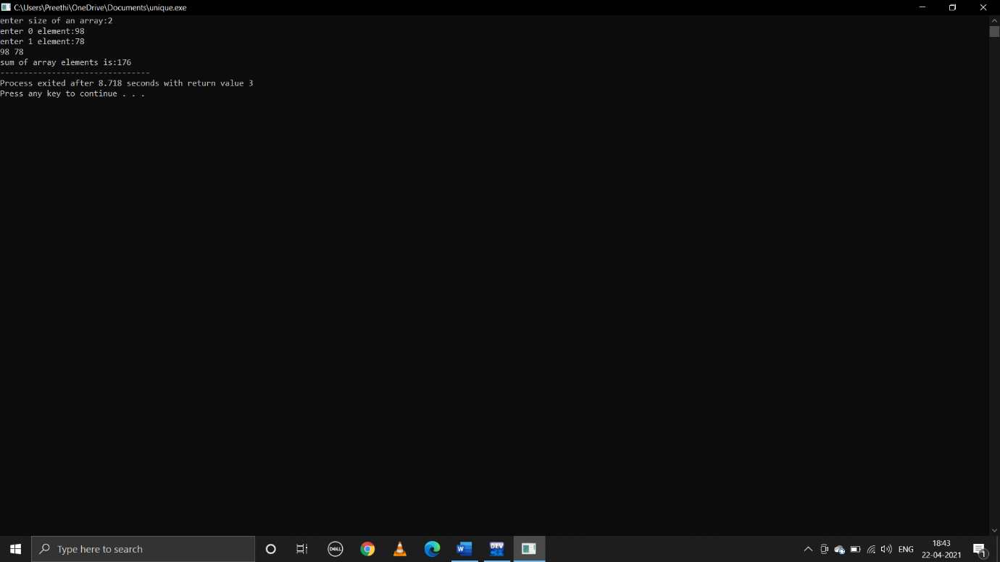 C:\Users\Preethi\OneDrive\Documents\unique.exe
enter size of an array:2
enter 0 element:98
enter 1 element:78
98 78
sum of array elements is:176
--------------------------------
Process exited after 8.718 seconds with return value 3
Press any key to continue . . .
Type here to search
DELL
W
DEV
ENG
18:43
22-04-2021
1